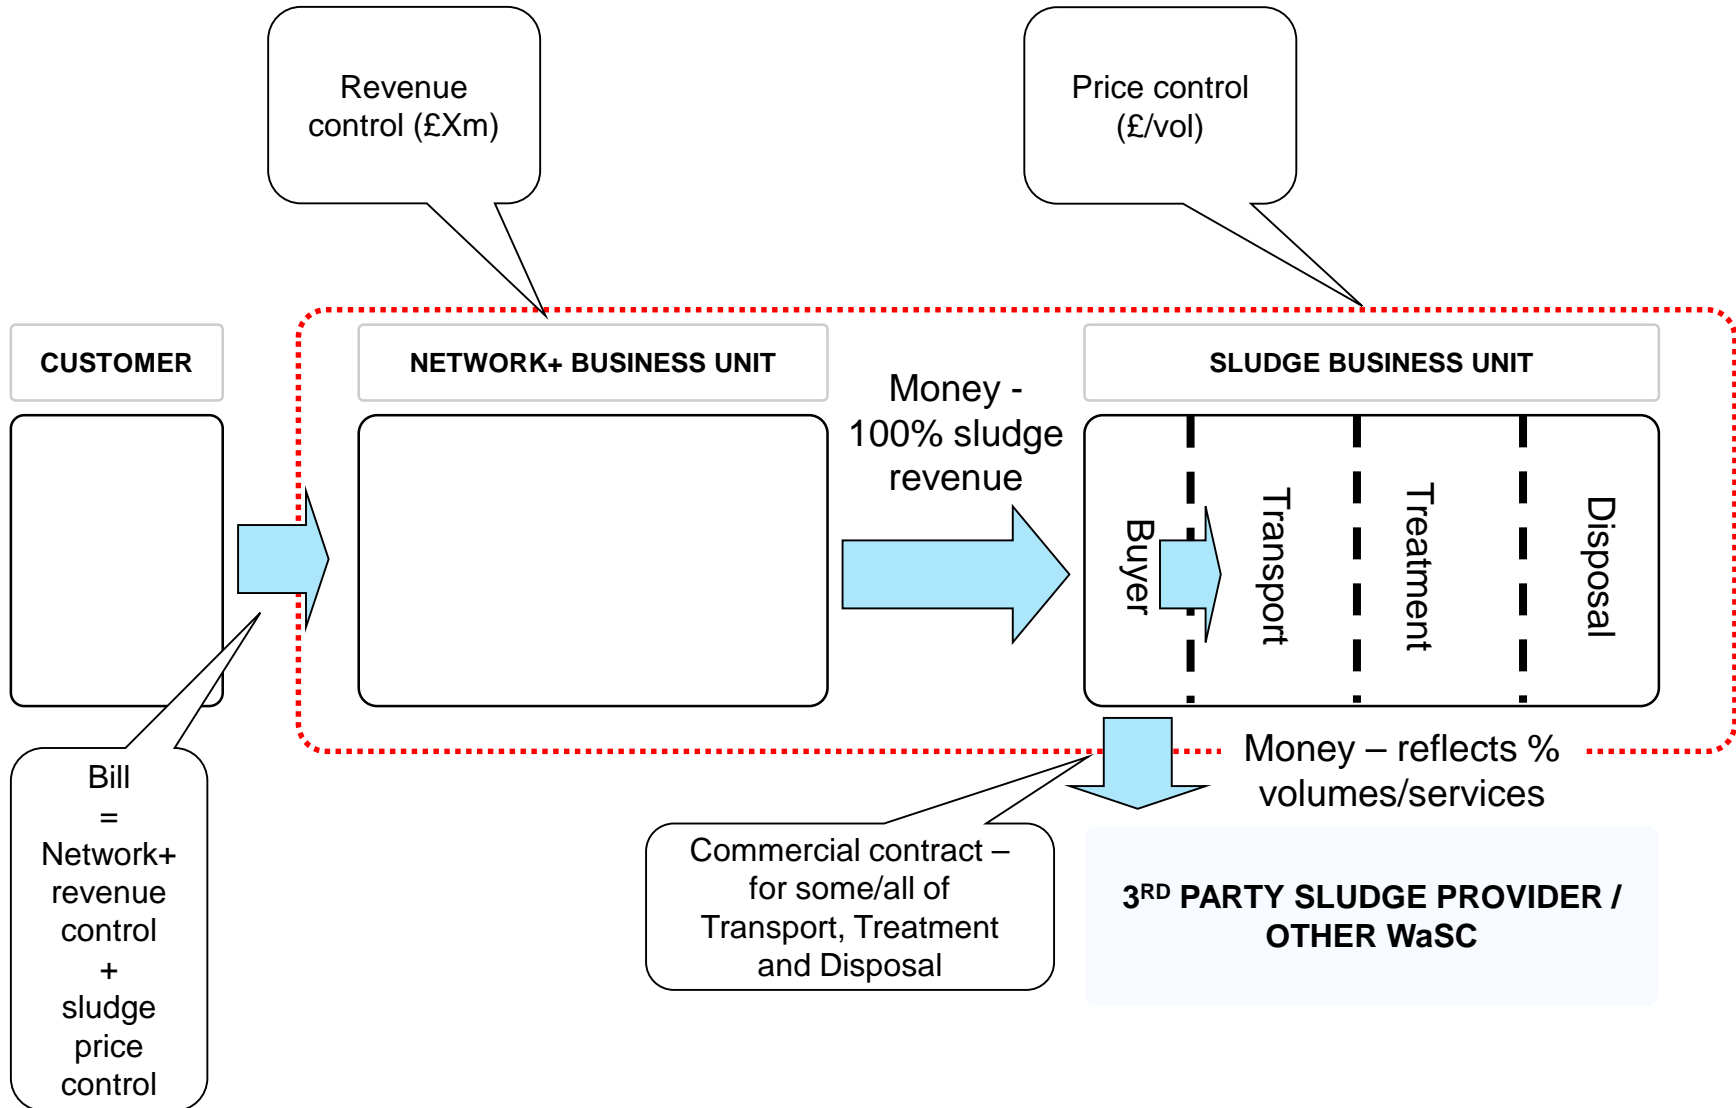 Revenue
control (£Xm)
Price control
(£/vol)
CUSTOMER
NETWORK+ BUSINESS UNIT
SLUDGE BUSINESS UNIT
Money -
100% sludge
revenue
Buyer
Transport
Treatment
Disposal
Money – reflects %
volumes/services
Bill
=
Network+
revenue
control
+
sludge
price
control
Commercial contract –
for some/all of
Transport, Treatment
and Disposal
3RD PARTY SLUDGE PROVIDER /
OTHER WaSC